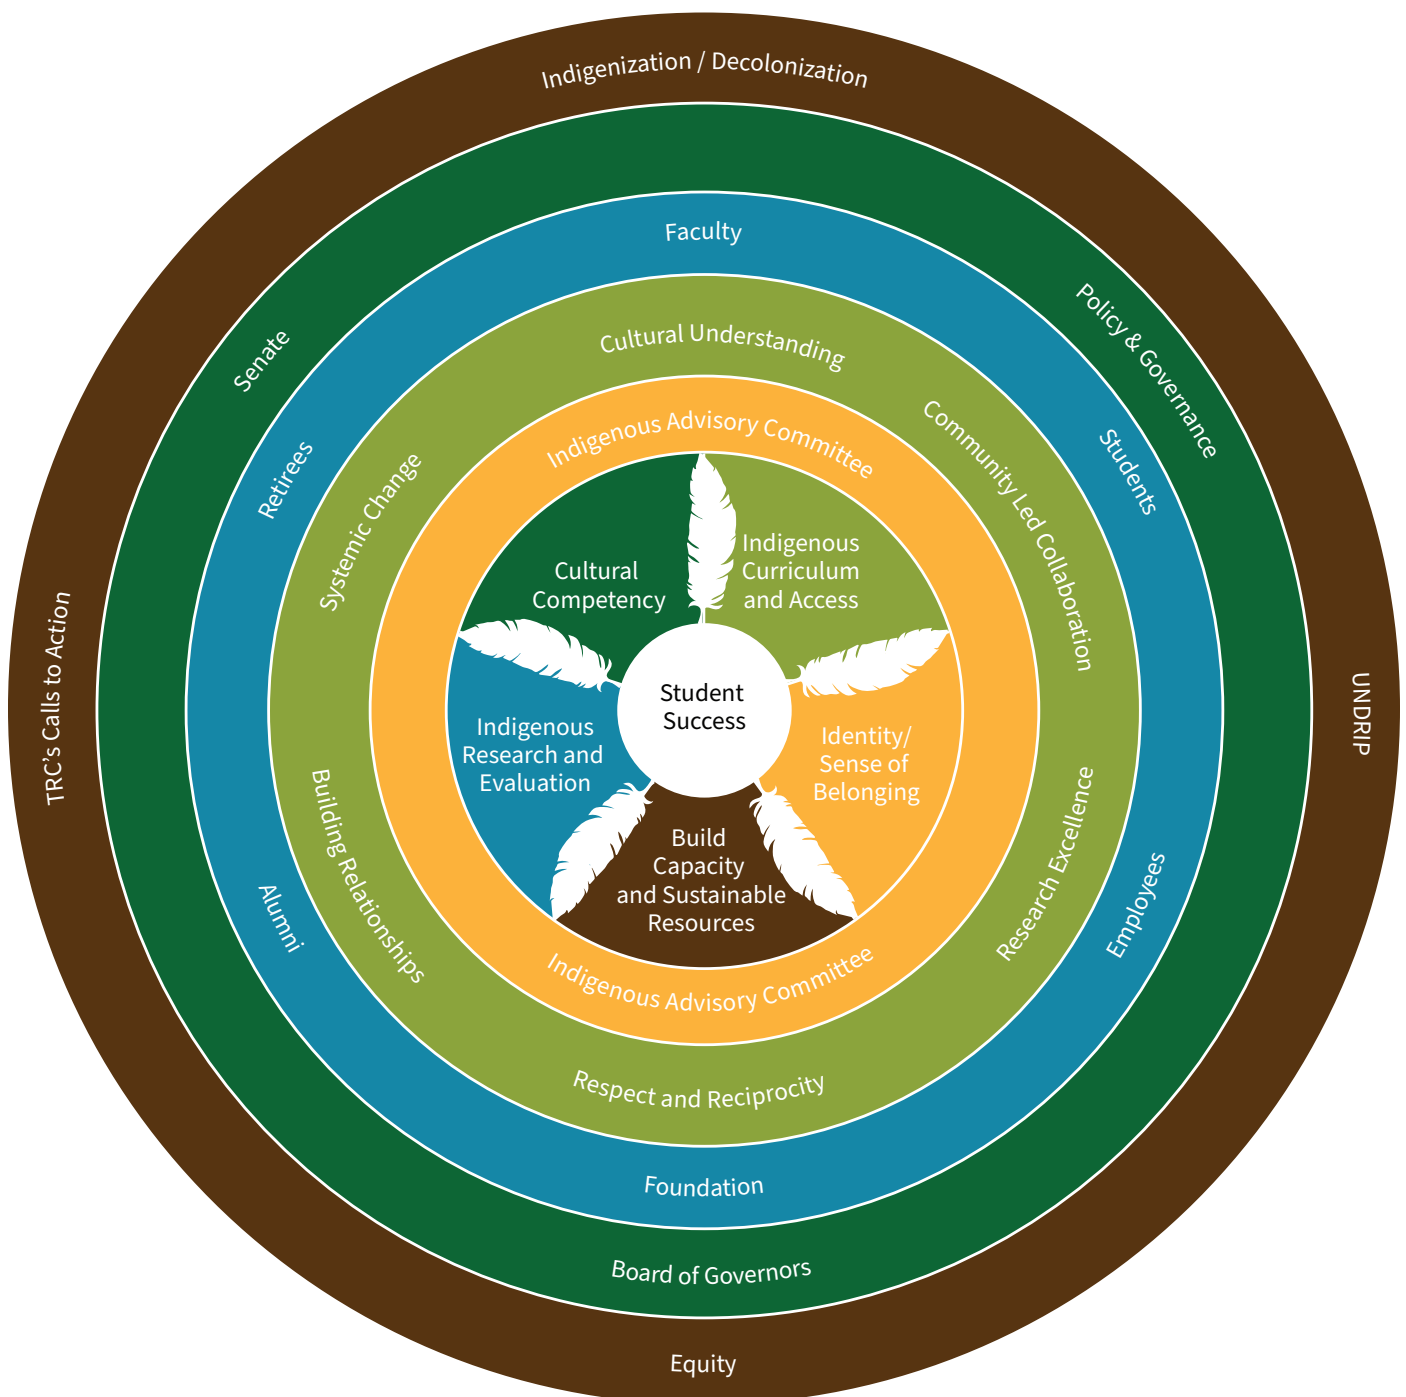 Indigenization / Decolonization
UNDRIP
Equity
TRC's Calls to Action
Policy & Governance
Board of Governors
Senate
Faculty
Students
Employees
Foundation
Alumni
Retirees
Cultural Understanding
Community Led Collaboration
Research Excellence
Respect and Reciprocity
Building Relationships
Systemic Change
Indigenous Advisory Committee
Indigenous Advisory Committee
Cultural
Competency
Indigenous
Curriculum
and Access
Identity/
Sense of
Belonging
Build
Capacity
and Sustainable
Resources
Indigenous
Research and
Evaluation
Student
Success